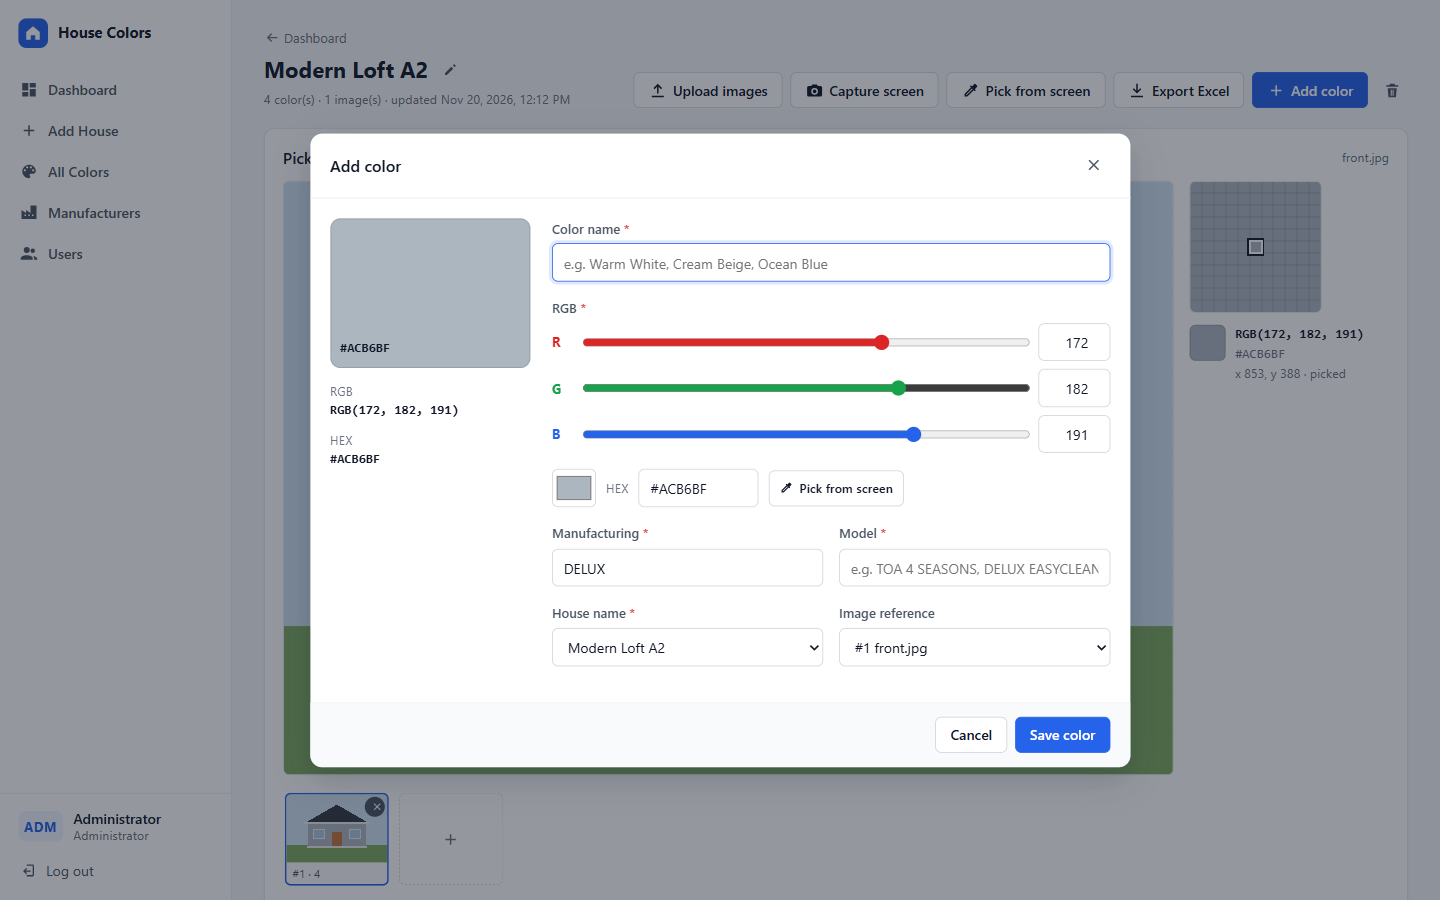 House Colors
Dashboard
Add House
All Colors
Manufacturers
Users
ADM
Administrator
Administrator
Log out
Dashboard
Modern Loft A2
4 color(s) · 1 image(s) · updated Nov 20, 2026, 12:12 PM
Upload images
Capture screen
Pick from screen
Export Excel
Add color
Pick
front.jpg
RGB(172, 182, 191)
#ACB6BF
x 853, y 388 · picked
#1 · 4
Add color
#ACB6BF
RGB
RGB(172, 182, 191)
HEX
#ACB6BF
Color name *
e.g. Warm White, Cream Beige, Ocean Blue
RGB *
R
172
G
182
B
191
HEX
#ACB6BF
Pick from screen
Manufacturing *
DELUX
Model *
e.g. TOA 4 SEASONS, DELUX EASYCLEAN
House name *
Modern Loft A2
Image reference
#1 front.jpg
Cancel
Save color